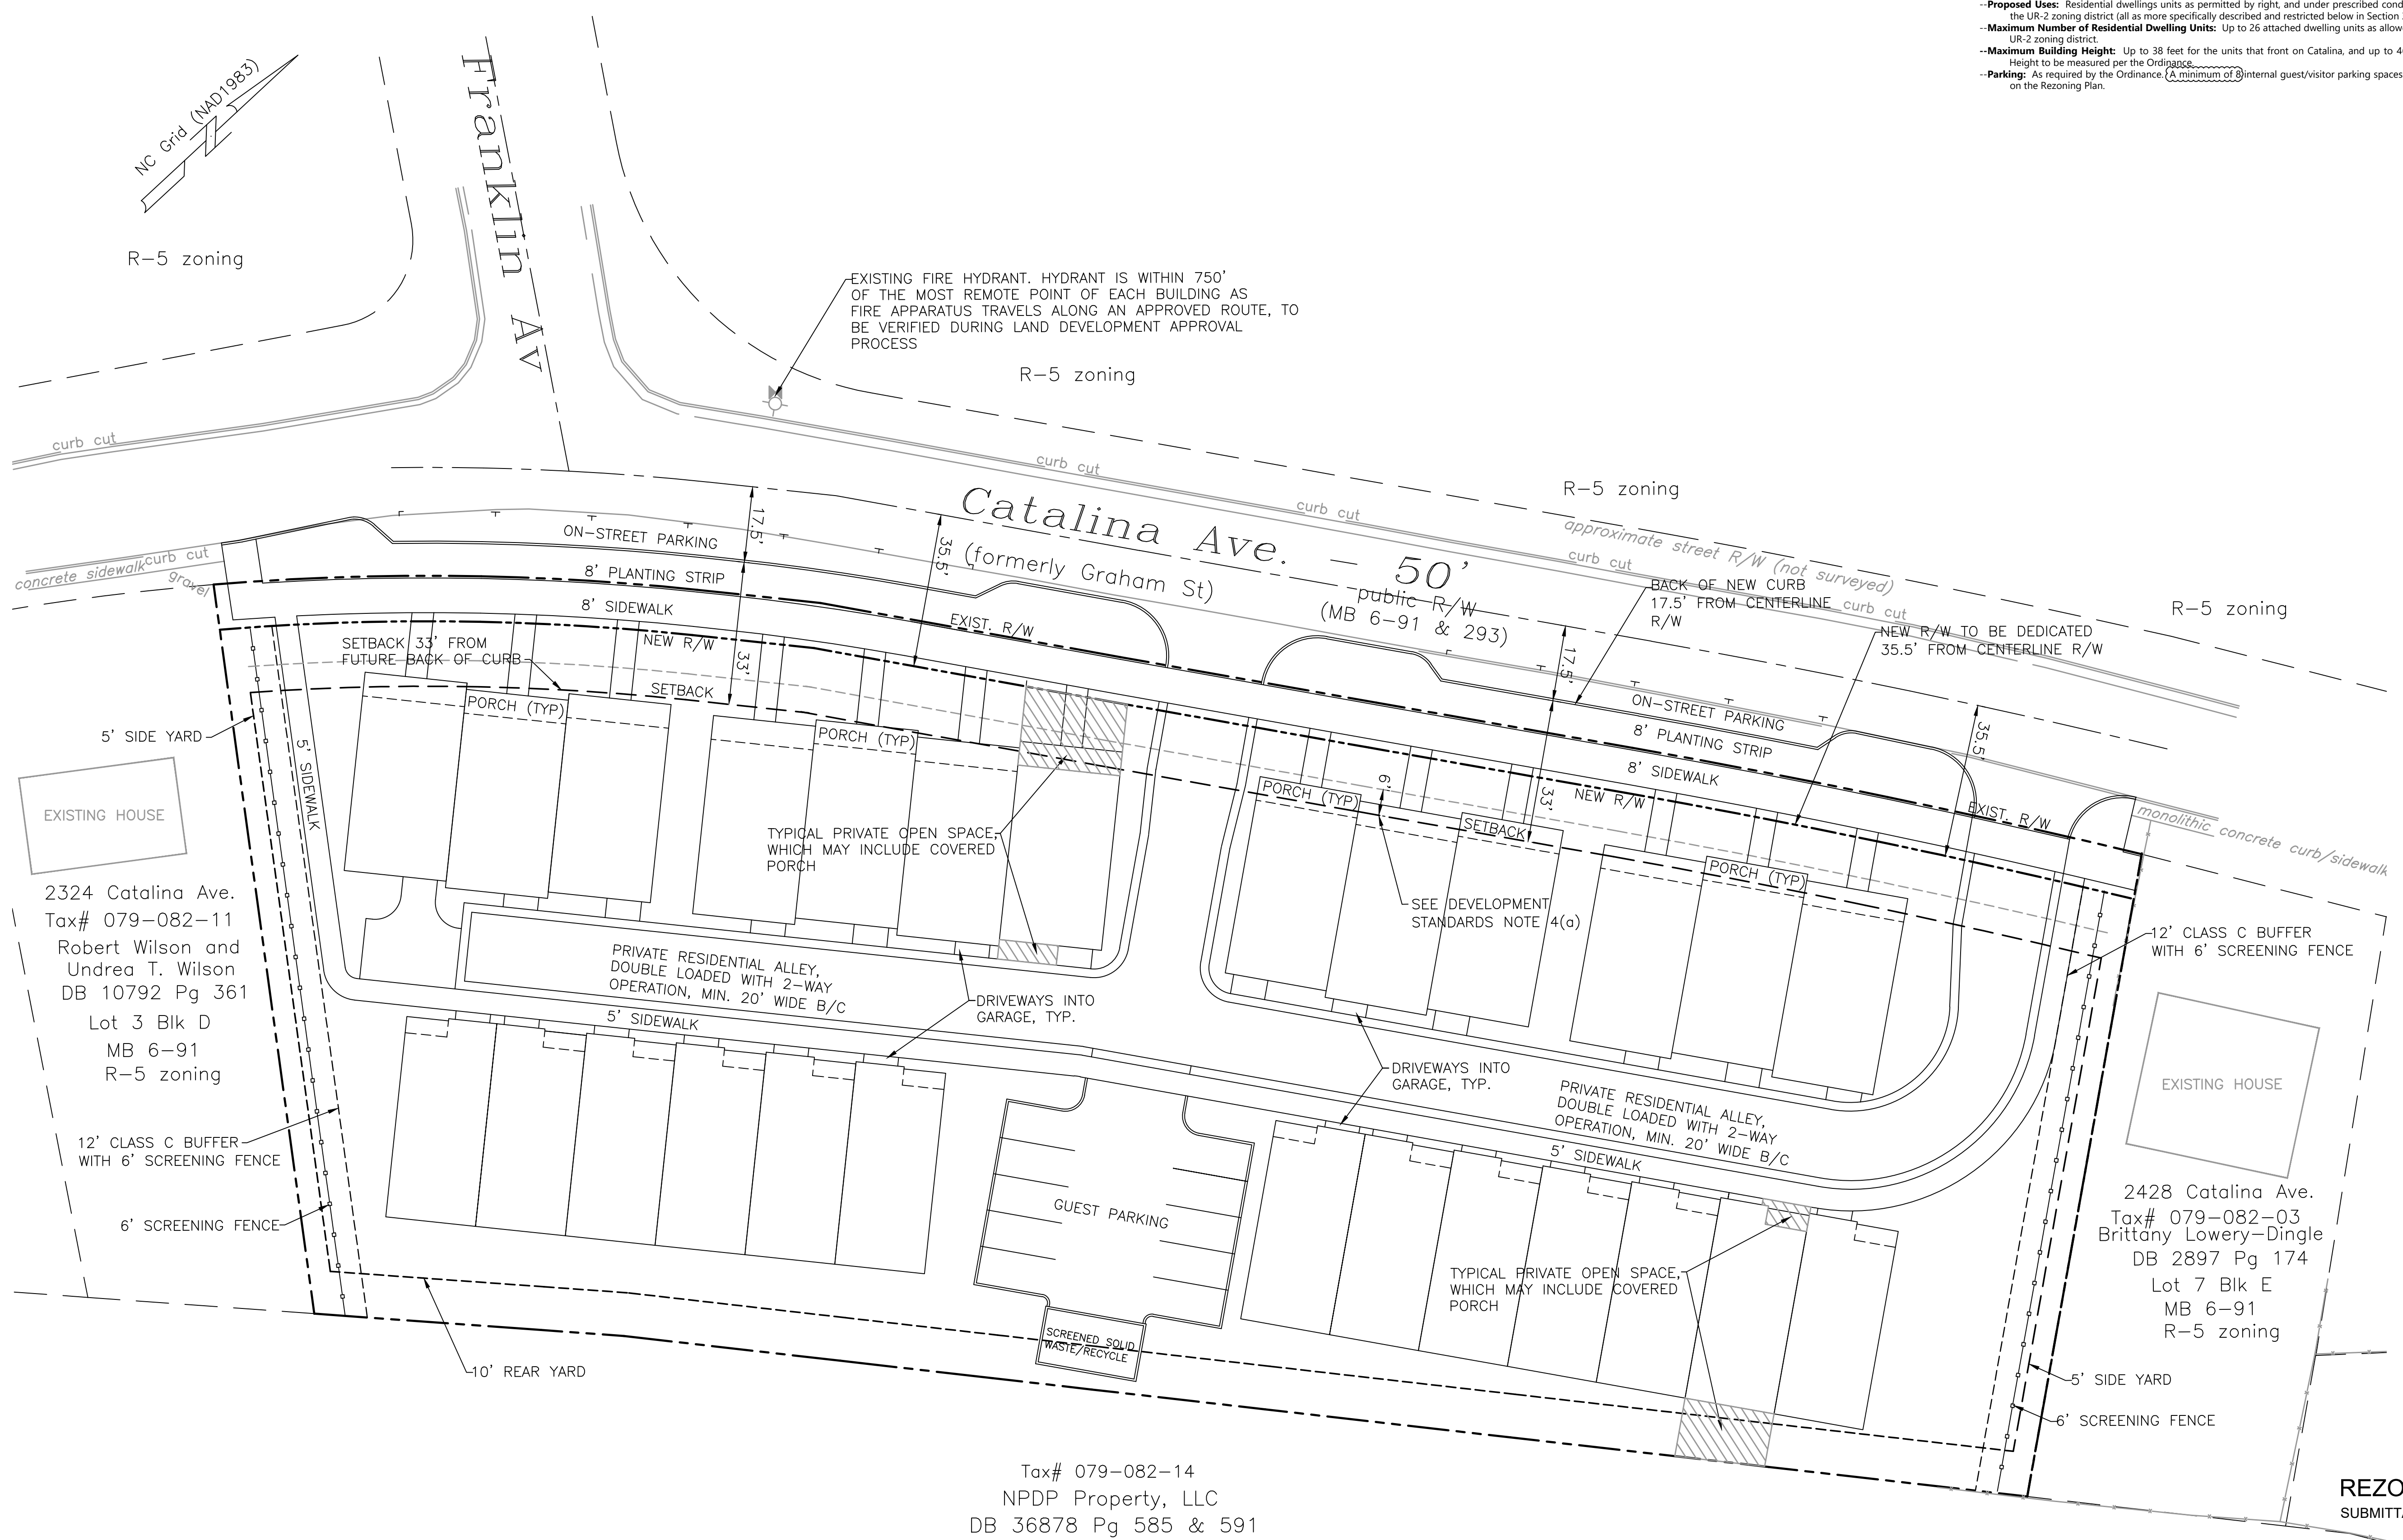 --Proposed Uses: Residential dwellings units as permitted by right, and under prescribed cond
the UR-2 zoning district (all as more specifically described and restricted below in Section
--Maximum Number of Residential Dwelling Units: Up to 26 attached dwelling units as allow
UR-2 zoning district.
--Maximum Building Height: Up to 38 feet for the units that front on Catalina, and up to 4
Height to be measured per the Ordinance.
--Parking: As required by the Ordinance. A minimum of 8 internal guest/visitor parking spaces
on the Rezoning Plan.
NC Grid (NAD1983)
R-5 zoning
Franklin Av
EXISTING FIRE HYDRANT. HYDRANT IS WITHIN 750'
OF THE MOST REMOTE POINT OF EACH BUILDING AS
FIRE APPARATUS TRAVELS ALONG AN APPROVED ROUTE, TO
BE VERIFIED DURING LAND DEVELOPMENT APPROVAL
PROCESS
R-5 zoning
curb cut
curb cut
curb cut
R-5 zoning
approximate street R/W (not surveyed)
curb cut
curb cut
R-5 zoning
Catalina Ave. - 50'
(formerly Graham St)
public R/W
(MB 6-91 & 293)
17.5'
35.5'
ON-STREET PARKING
8' PLANTING STRIP
8' SIDEWALK
concrete sidewalk
curb cut
gravel
EXIST. R/W
NEW R/W
SETBACK 33' FROM
FUTURE BACK OF CURB
SETBACK
33'
BACK OF NEW CURB
17.5' FROM CENTERLINE
R/W
NEW R/W TO BE DEDICATED
35.5' FROM CENTERLINE R/W
17.5'
ON-STREET PARKING
8' PLANTING STRIP
8' SIDEWALK
35.5'
EXIST. R/W
monolithic concrete curb/sidewalk
NEW R/W
33'
6'
SETBACK
PORCH (TYP)
PORCH (TYP)
PORCH (TYP)
PORCH (TYP)
5' SIDE YARD
5' SIDEWALK
EXISTING HOUSE
2324 Catalina Ave.
Tax# 079-082-11
Robert Wilson and
Undrea T. Wilson
DB 10792 Pg 361
Lot 3 Blk D
MB 6-91
R-5 zoning
TYPICAL PRIVATE OPEN SPACE,
WHICH MAY INCLUDE COVERED
PORCH
SEE DEVELOPMENT
STANDARDS NOTE 4(a)
12' CLASS C BUFFER
WITH 6' SCREENING FENCE
PRIVATE RESIDENTIAL ALLEY,
DOUBLE LOADED WITH 2-WAY
OPERATION, MIN. 20' WIDE B/C
5' SIDEWALK
DRIVEWAYS INTO
GARAGE, TYP.
DRIVEWAYS INTO
GARAGE, TYP.
PRIVATE RESIDENTIAL ALLEY,
DOUBLE LOADED WITH 2-WAY
OPERATION, MIN. 20' WIDE B/C
5' SIDEWALK
EXISTING HOUSE
2428 Catalina Ave.
Tax# 079-082-03
Brittany Lowery-Dingle
DB 2897 Pg 174
Lot 7 Blk E
MB 6-91
R-5 zoning
12' CLASS C BUFFER
WITH 6' SCREENING FENCE
6' SCREENING FENCE
GUEST PARKING
TYPICAL PRIVATE OPEN SPACE,
WHICH MAY INCLUDE COVERED
PORCH
SCREENED SOLID
WASTE/RECYCLE
10' REAR YARD
5' SIDE YARD
6' SCREENING FENCE
Tax# 079-082-14
NPDP Property, LLC
DB 36878 Pg 585 & 591
REZO
SUBMITT